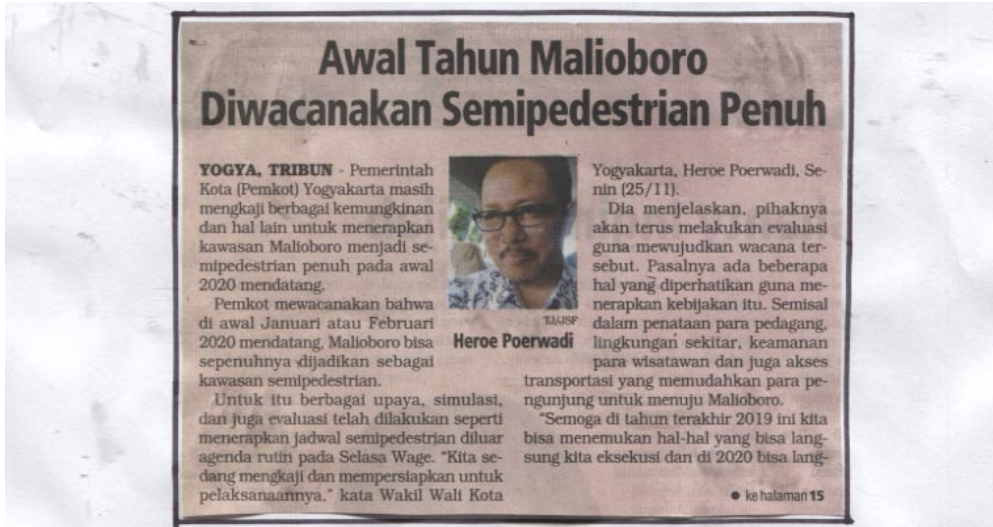 Awal Tahun Malioboro
Diwacanakan Semipedestrian Penuh
YOGYA, TRIBUN - Pemerintah
Kota (Pemkot) Yogyakarta masih
mengkaji berbagai kemungkinan
dan hal lain untuk menerapkan
kawasan Malioboro menjadi se-
mipedestrian penuh pada awal
2020 mendatang.
Pemkot mewacanakan bahwa
di awal Januari atau Februari
2020 mendatang, Malioboro bisa
sepenuhnya dijadikan sebagai
kawasan semipedestrian.
Untuk itu berbagai upaya, simulasi,
dan juga evaluasi telah dilakukan seperti
menerapkan jadwal semipedestrian diluar
agenda rutin pada Selasa Wage. “Kita se-
dang mengkaji dan mempersiapkan untuk
pelaksanaannya,” kata Wakil Wali Kota
TJ/JSF
Heroe Poerwadi
Yogyakarta, Heroe Poerwadi, Se-
nin (25/11).
Dia menjelaskan, pihaknya
akan terus melakukan evaluasi
guna mewujudkan wacana ter-
sebut. Pasalnya ada beberapa
hal yang diperhatikan guna me-
nerapkan kebijakan itu. Semisal
dalam penataan para pedagang,
lingkungan sekitar, keamanan
para wisatawan dan juga akses
transportasi yang memudahkan para pe-
ngunjung untuk menuju Malioboro.
“Semoga di tahun terakhir 2019 ini kita
bisa menemukan hal-hal yang bisa lang-
sung kita eksekusi dan di 2020 bisa lang-
● ke halaman 15